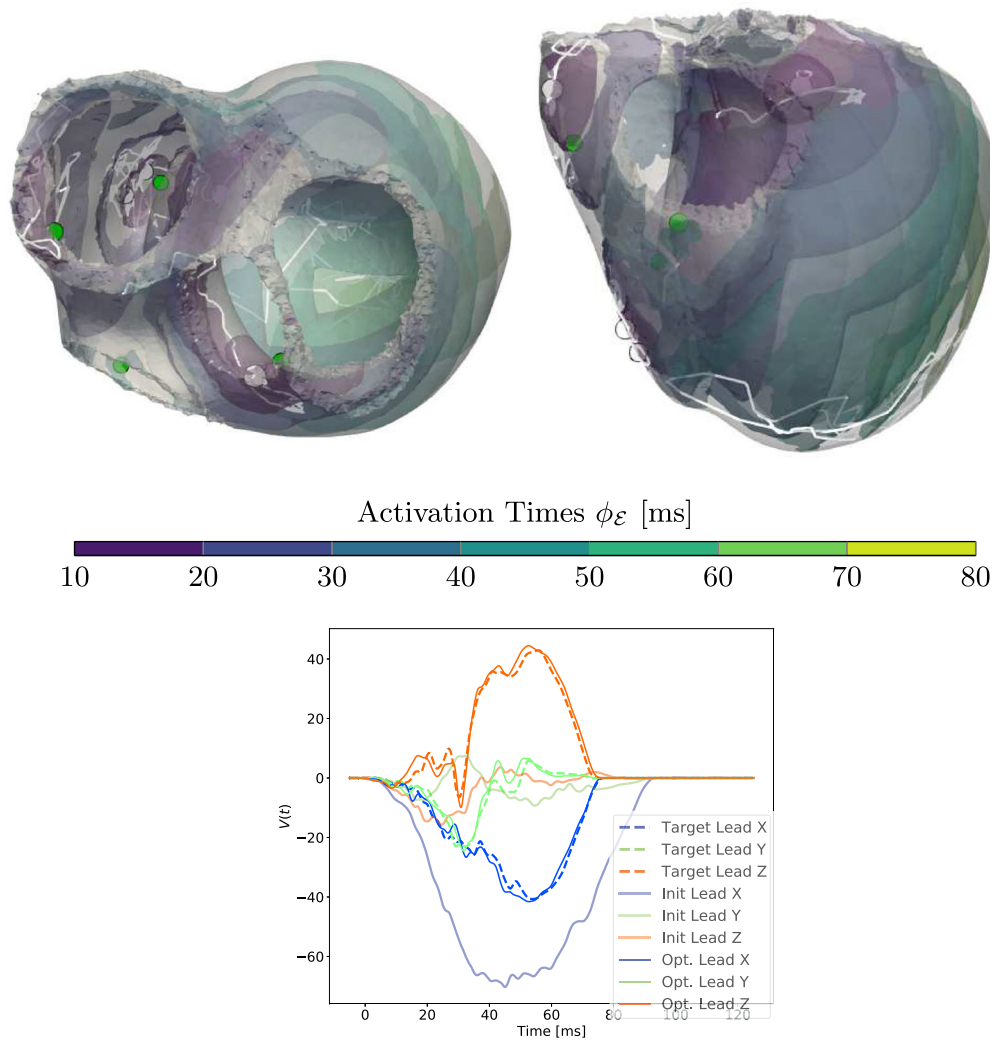 Activation Times ϕ_ℰ [ms]
10 20 30 40 50 60 70 80
40
20
0
−20
−40
−60
V(t)
Target Lead X
Target Lead Y
Target Lead Z
Init Lead X
Init Lead Y
Init Lead Z
Opt. Lead X
Opt. Lead Y
Opt. Lead Z
0 20 40 60 80 100 120
Time [ms]